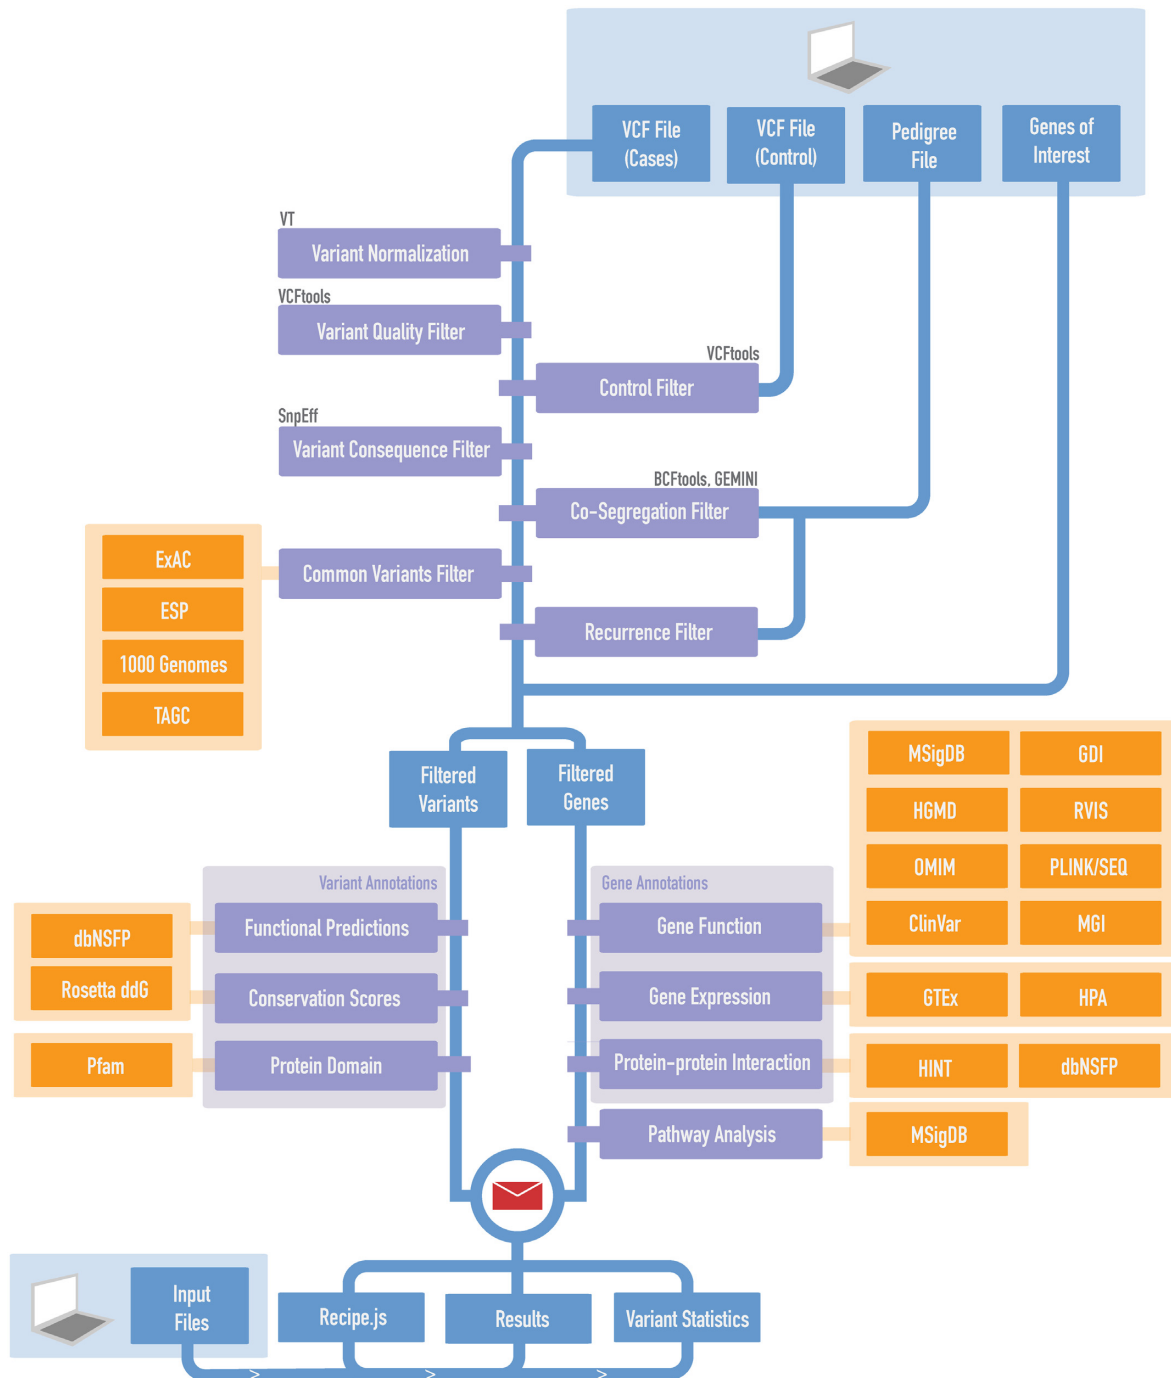 VCF File
(Cases)
VCF File
(Control)
Pedigree
File
Genes of
Interest
VT
Variant Normalization
VCFtools
Variant Quality Filter
VCFtools
Control Filter
SnpEff
Variant Consequence Filter
BCFtools, GEMINI
Co-Segregation Filter
ExAC
ESP
1000 Genomes
TAGC
Common Variants Filter
Recurrence Filter
Filtered
Variants
Filtered
Genes
MSigDB
GDI
HGMD
RVIS
OMIM
PLINK/SEQ
ClinVar
MGI
Variant Annotations
Gene Annotations
dbNSFP
Rosetta ddG
Functional Predictions
Gene Function
Conservation Scores
Gene Expression
GTEx
HPA
Pfam
Protein Domain
Protein-protein Interaction
HINT
dbNSFP
Pathway Analysis
MSigDB
Input
Files
Recipe.js
Results
Variant Statistics
> > >